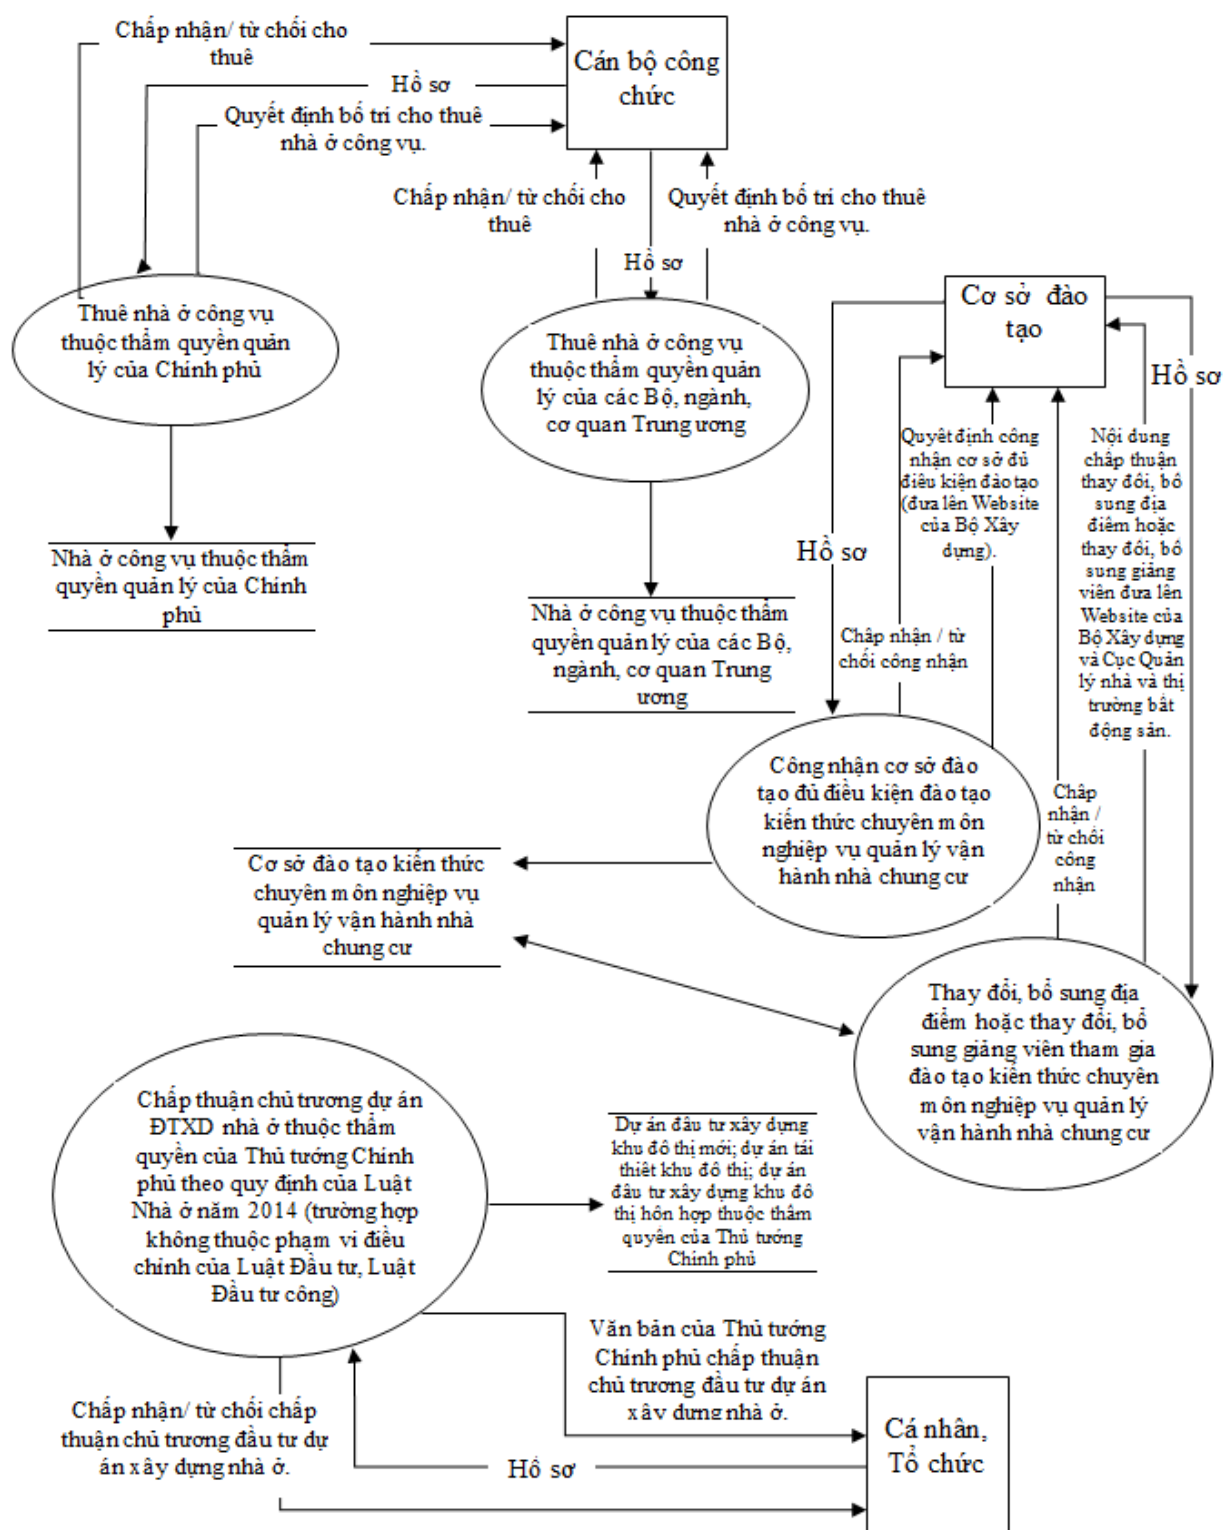 Chấp nhận/ từ chối cho
thuê
Cán bộ công
chức
Hồ sơ
Quyết định bố trí cho thuê
nhà ở công vụ.
Chấp nhận/ từ chối cho
thuê
Quyết định bố trí cho thuê
nhà ở công vụ.
Hồ sơ
Thuê nhà ở công vụ
thuộc thẩm quyền quản
lý của Chính phủ
Thuê nhà ở công vụ
thuộc thẩm quyền quản
lý của các Bộ, ngành,
cơ quan Trung ương
Cơ sở đào
tạo
Hồ sơ
Quyết định công
nhận cơ sở đủ
điều kiện đào tạo
(đưa lên Website
của Bộ Xây
dựng).
Nội dung
chấp thuận
thay đổi, bổ
sung địa
điểm hoặc
thay đổi, bổ
sung giảng
viên đưa lên
Website của
Bộ Xây dựng
và Cục Quản
lý nhà và thị
trường bất
động sản.
Hồ sơ
Nhà ở công vụ thuộc thẩm
quyền quản lý của Chính
phủ
Nhà ở công vụ thuộc thẩm
quyền quản lý của các Bộ,
ngành, cơ quan Trung
ương
Chấp nhận / từ
chối công nhận
Công nhận cơ sở đào
tạo đủ điều kiện đào tạo
kiến thức chuyên môn
nghiệp vụ quản lý vận
hành nhà chung cư
Chấp
nhận /
từ chối
công
nhận
Cơ sở đào tạo kiến thức
chuyên môn nghiệp vụ
quản lý vận hành nhà
chung cư
Thay đổi, bổ sung địa
điểm hoặc thay đổi, bổ
sung giảng viên tham gia
đào tạo kiến thức chuyên
môn nghiệp vụ quản lý
vận hành nhà chung cư
Chấp thuận chủ trương dự án
ĐTXD nhà ở thuộc thẩm
quyền của Thủ tướng Chính
phủ theo quy định của Luật
Nhà ở năm 2014 (trường hợp
không thuộc phạm vi điều
chỉnh của Luật Đầu tư, Luật
Đầu tư công)
Dự án đầu tư xây dựng
khu đô thị mới; dự án tái
thiết khu đô thị; dự án
đầu tư xây dựng khu đô
thị hỗn hợp thuộc thẩm
quyền của Thủ tướng
Chính phủ
Văn bản của Thủ tướng
Chính phủ chấp thuận
chủ trương đầu tư dự án
xây dựng nhà ở.
Chấp nhận/ từ chối chấp
thuận chủ trương đầu tư dự
án xây dựng nhà ở.
Hồ sơ
Cá nhân,
Tổ chức